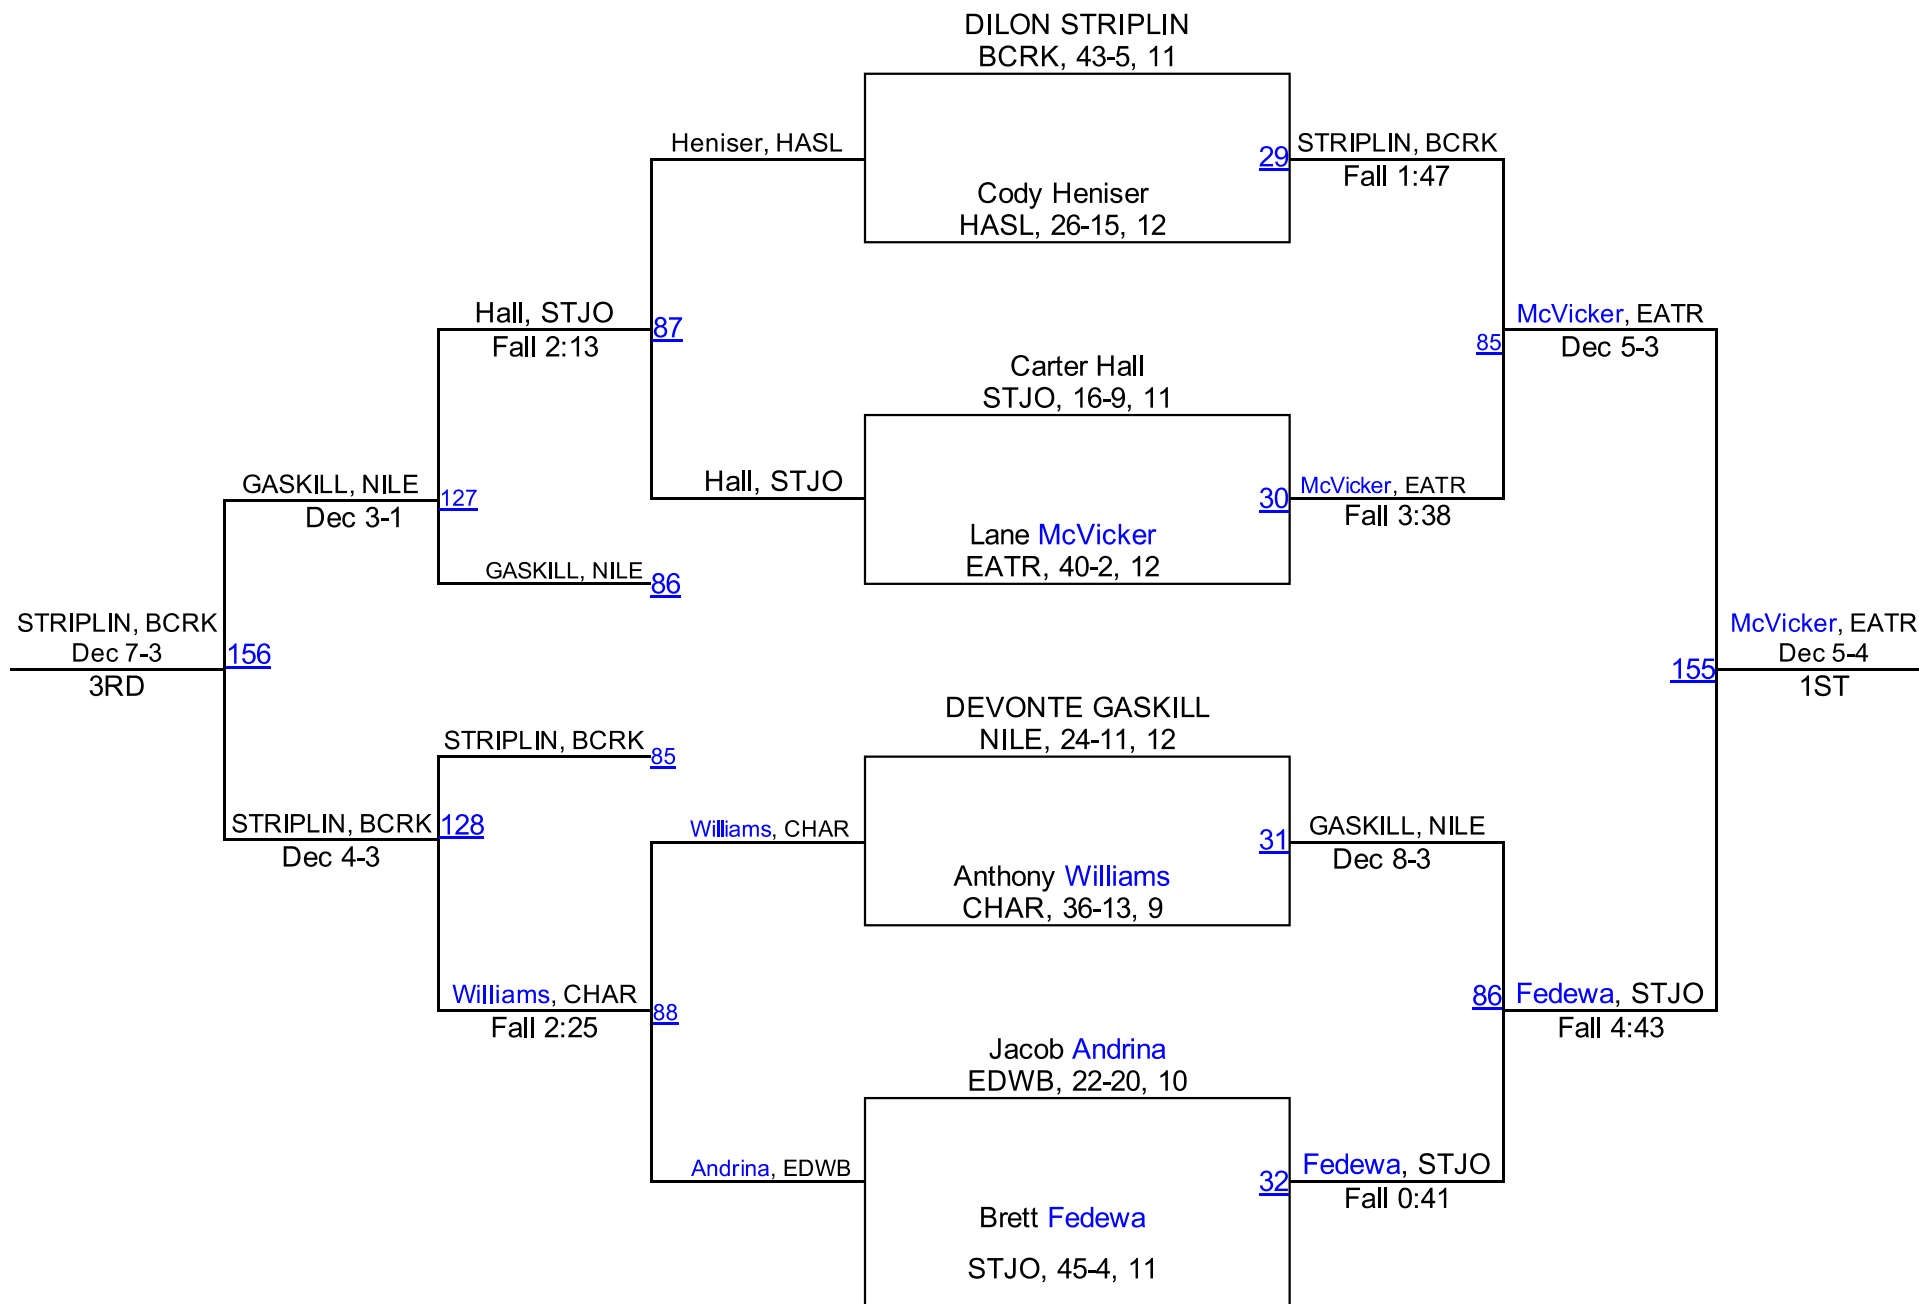 DILON STRIPLIN
BCRK, 43-5, 11
Heniser, HASL
29
STRIPLIN, BCRK
Fall 1:47
Cody Heniser
HASL, 26-15, 12
Hall, STJO
Fall 2:13
87
McVicker, EATR
Dec 5-3
85
Carter Hall
STJO, 16-9, 11
GASKILL, NILE
Dec 3-1
127
Hall, STJO
30
McVicker, EATR
Fall 3:38
Lane McVicker
EATR, 40-2, 12
GASKILL, NILE
86
STRIPLIN, BCRK
Dec 7-3
156
3RD
McVicker, EATR
Dec 5-4
155
1ST
DEVONTE GASKILL
NILE, 24-11, 12
STRIPLIN, BCRK
85
STRIPLIN, BCRK
Dec 4-3
128
Williams, CHAR
31
GASKILL, NILE
Dec 8-3
Anthony Williams
CHAR, 36-13, 9
Williams, CHAR
Fall 2:25
88
86
Fedewa, STJO
Fall 4:43
Jacob Andrina
EDWB, 22-20, 10
Andrina, EDWB
32
Fedewa, STJO
Fall 0:41
Brett Fedewa
STJO, 45-4, 11